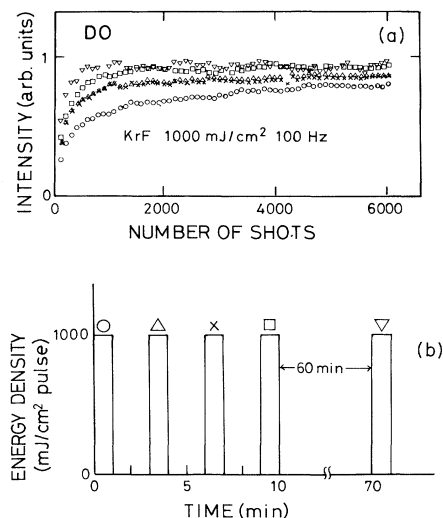 DO
(a)
1
0
INTENSITY (arb. units)
KrF 1000 mJ/cm² 100 Hz
0 2000 4000 6000
NUMBER OF SHOTS
(b)
1000
0
ENERGY DENSITY
(mJ/cm² pulse)
60 min
0 5 10 70
TIME (min)